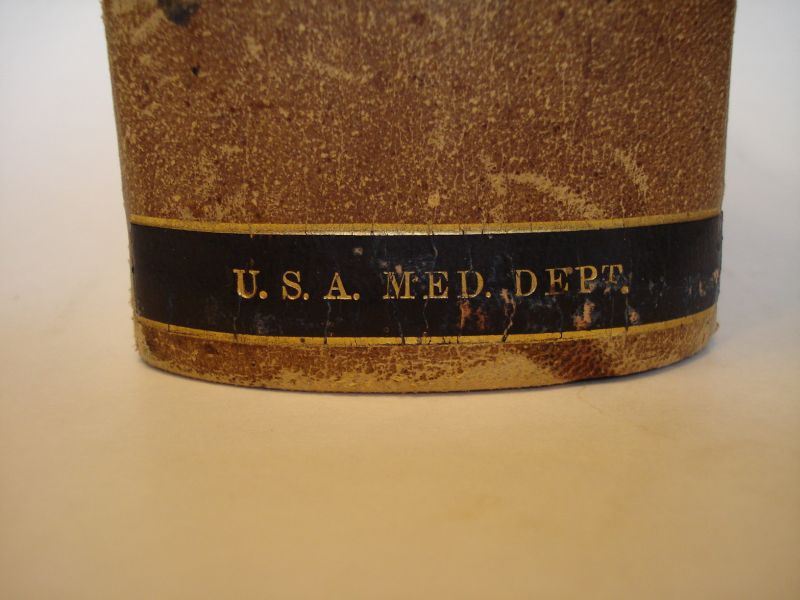 U. S. A. MED. DEPT.